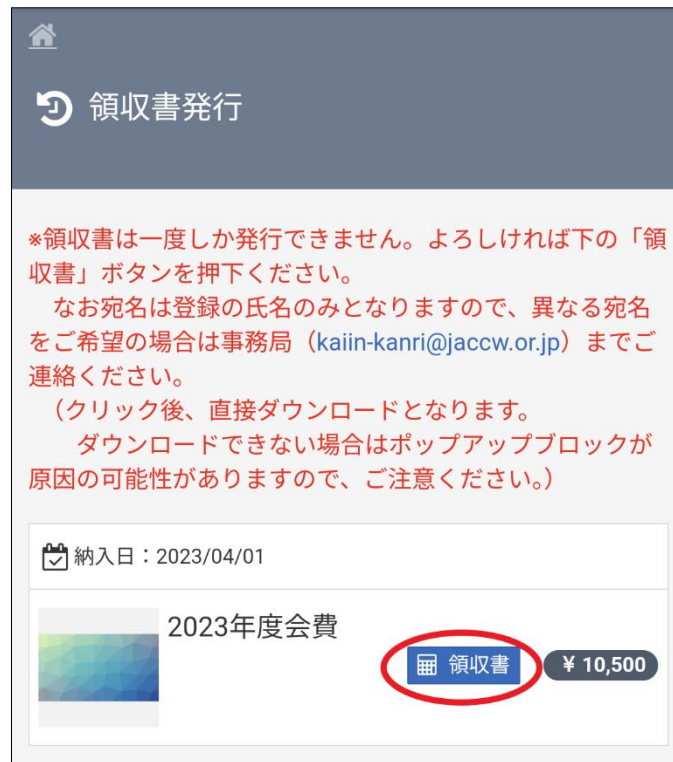 領収書発行
※領収書は一度しか発行できません。よろしければ下の「領
収書」ボタンを押下ください。
　なお宛名は登録の氏名のみとなりますので、異なる宛名
をご希望の場合は事務局（kaiin-kanri@jaccw.or.jp）までご
連絡ください。
　（クリック後、直接ダウンロードとなります。
　　ダウンロードできない場合はポップアップブロックが
原因の可能性がありますので、ご注意ください。）
納入日：2023/04/01
2023年度会費
領収書 ¥ 10,500